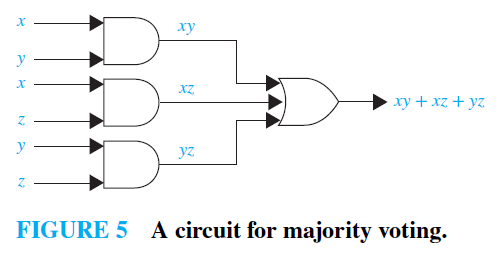 x
xy
y
x
xz
xy + xz + yz
z
y
yz
z
FIGURE 5 A circuit for majority voting.